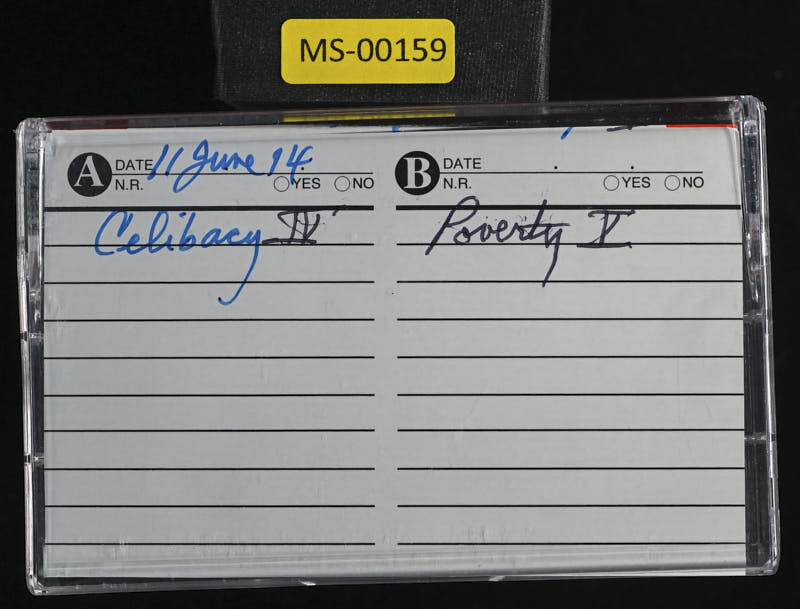 MS-00159
A DATE 11 June 14
N.R. YES NO
Celibacy IV
B DATE
N.R. YES NO
Poverty V